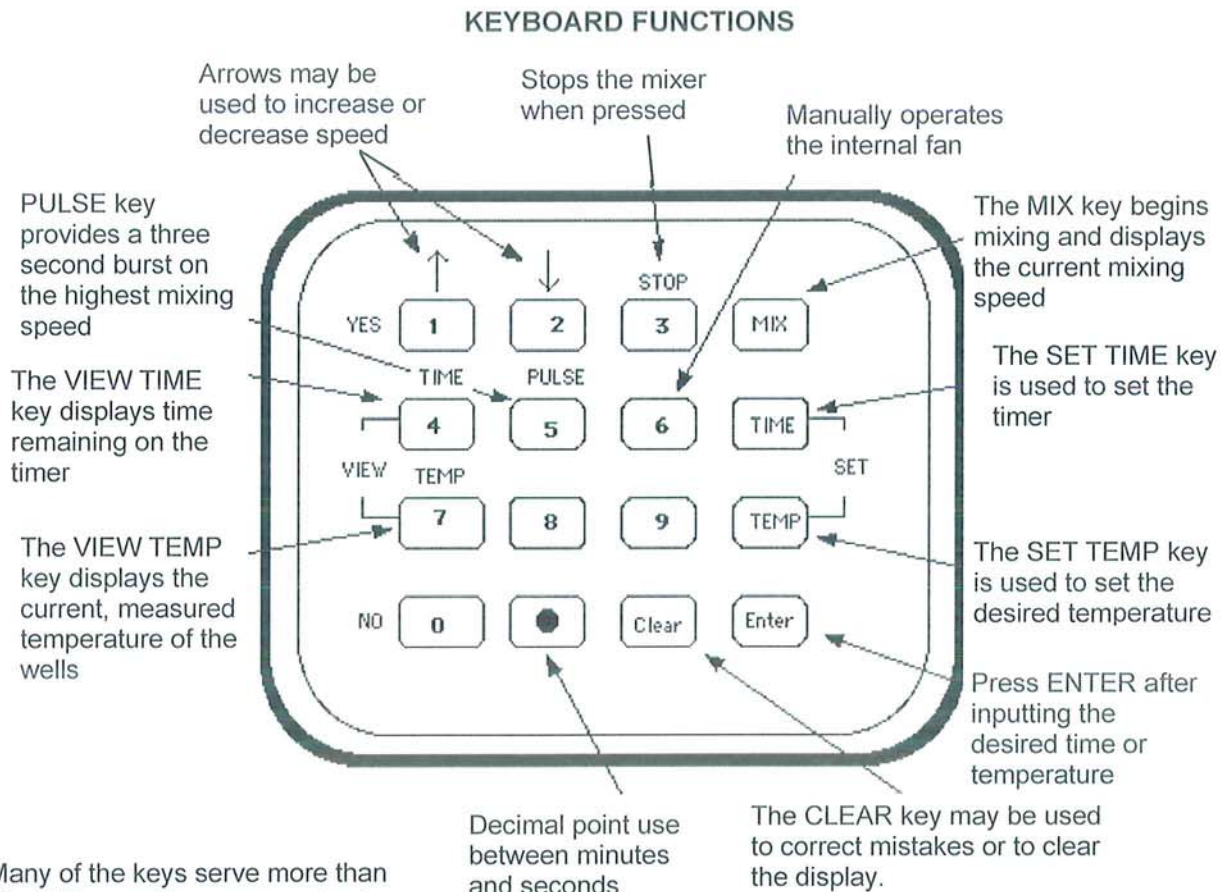 KEYBOARD FUNCTIONS
Arrows may be
used to increase or
decrease speed
Stops the mixer
when pressed
Manually operates
the internal fan
PULSE key
provides a three
second burst on
the highest mixing
speed
The MIX key begins
mixing and displays
the current mixing
speed
The VIEW TIME
key displays time
remaining on the
timer
The SET TIME key
is used to set the
timer
The VIEW TEMP
key displays the
current, measured
temperature of the
wells
The SET TEMP key
is used to set the
desired temperature
Press ENTER after
inputting the
desired time or
temperature
STOP
YES 1 2 3 MIX
TIME PULSE
4 5 6 TIME
VIEW TEMP SET
7 8 9 TEMP
NO 0 Clear Enter
Decimal point use
between minutes
and seconds
The CLEAR key may be used
to correct mistakes or to clear
the display.
Many of the keys serve more than